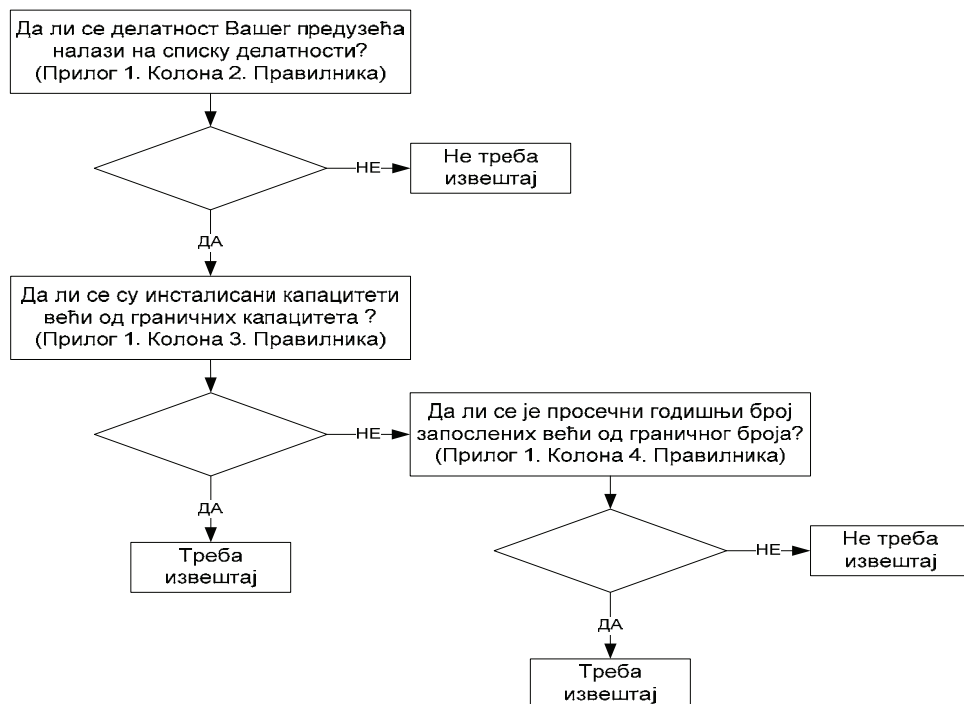 Да ли се делатност Вашег предузећа
налази на списку делатности?
(Прилог 1. Колона 2. Правилника)
НЕ
Не треба
извештај
ДА
Да ли се су инсталисани капацитети
већи од граничних капацитета ?
(Прилог 1. Колона 3. Правилника)
НЕ
Да ли се је просечни годишњи број
запослених већи од граничног броја?
(Прилог 1. Колона 4. Правилника)
ДА
Треба
извештај
НЕ
Не треба
извештај
ДА
Треба
извештај